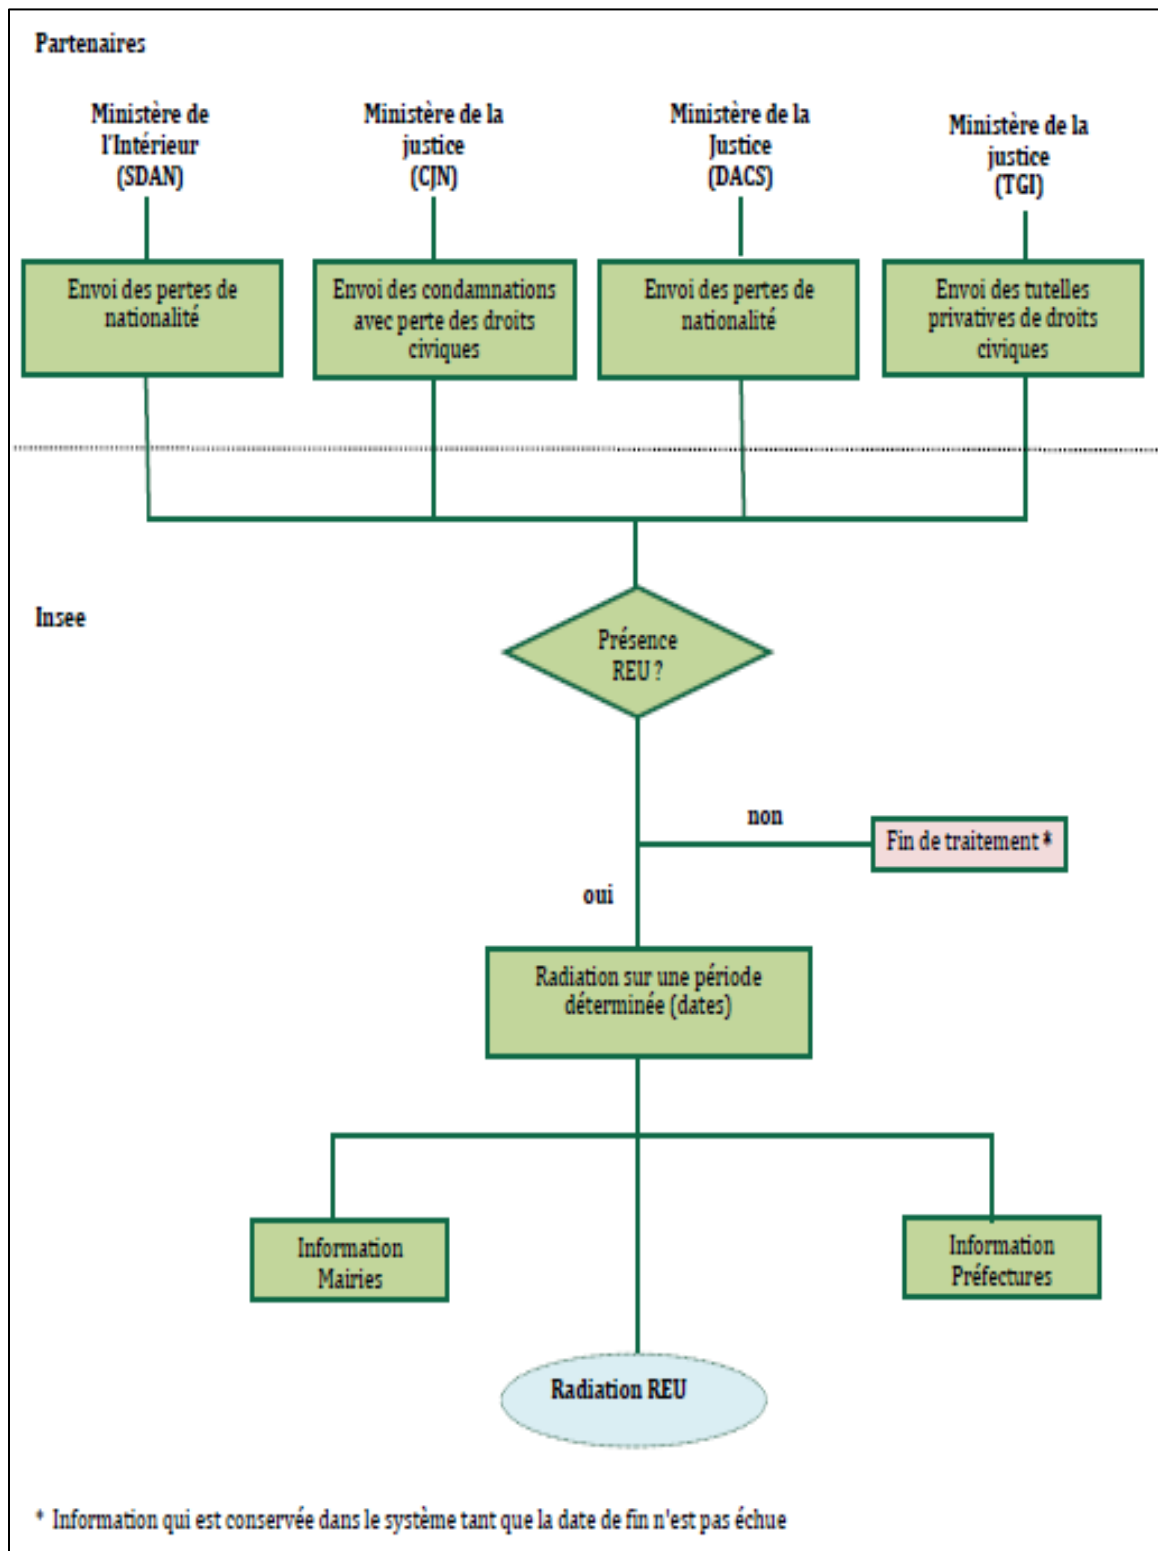 Partenaires
Ministère de
l'Intérieur
(SDAN)
Ministère de la
justice
(CJN)
Ministère de la
Justice
(DACS)
Ministère de la
justice
(TGI)
Envoi des pertes de
nationalité
Envoi des condamnations
avec perte des droits
civiques
Envoi des pertes de
nationalité
Envoi des tutelles
privatives de droits
civiques
Insee
Présence
REU ?
non
Fin de traitement *
oui
Radiation sur une période
déterminée (dates)
Information
Mairies
Information
Préfectures
Radiation REU
* Information qui est conservée dans le système tant que la date de fin n'est pas échue